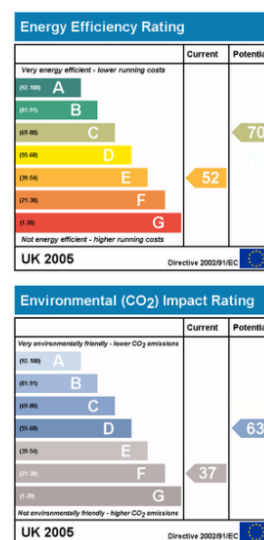 Energy Efficiency Rating
Current Potentia
Very energy efficient - lower running costs
(92-100) A
(81-91) B
(69-80) C 70
(55-68) D
(39-54) E 52
(21-38) F
(1-20) G
Not energy efficient - higher running costs
UK 2005 Directive 2002/91/EC
Environmental (CO2) Impact Rating
Current Potentia
Very environmentally friendly - lower CO2 emissions
(92-100) A
(81-91) B
(69-80) C
(55-68) D 63
(39-54) E
(21-38) F 37
(1-20) G
Not environmentally friendly - higher CO2 emissions
UK 2005 Directive 2002/91/EC